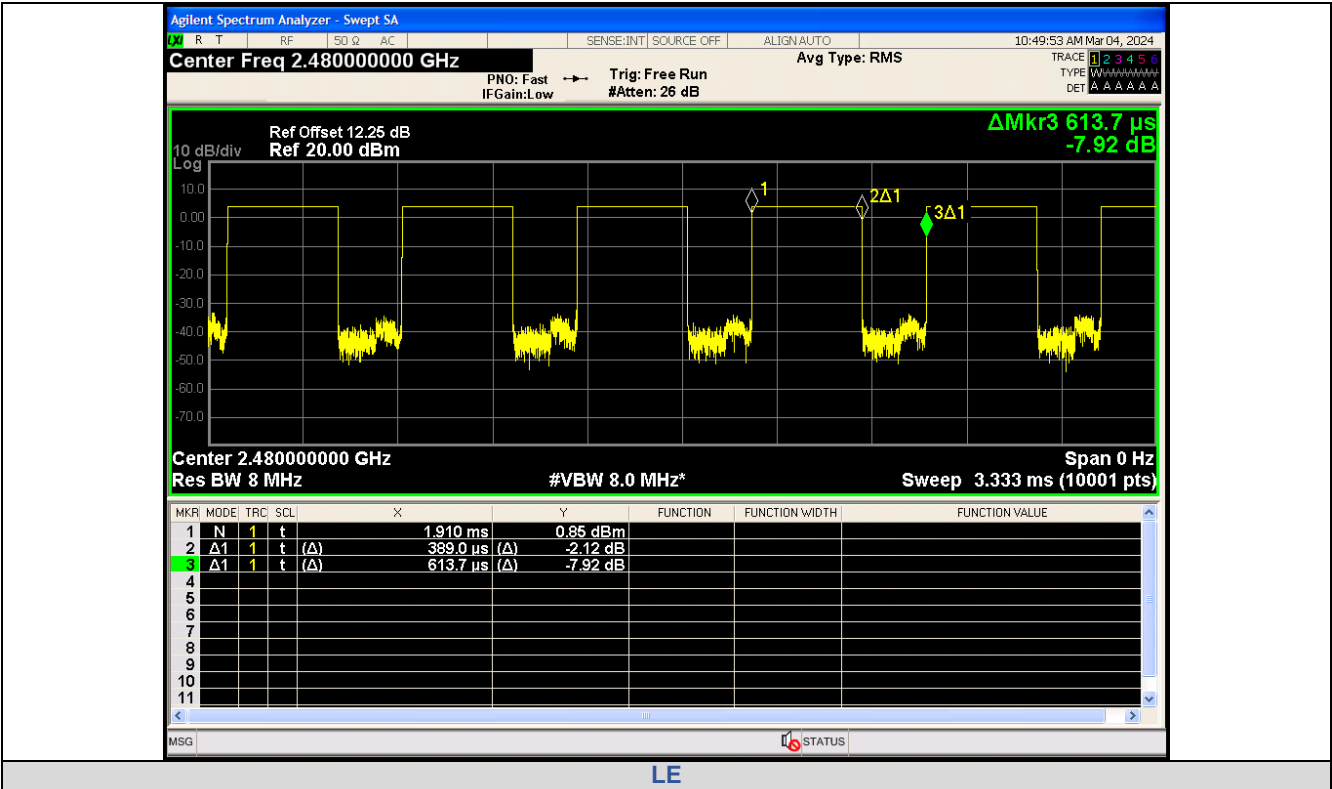 Agilent Spectrum Analyzer - Swept SA
LXI R T RF 50 Ω AC SENSE:INT SOURCE OFF ALIGN AUTO 10:49:53 AM Mar 04, 2024
Center Freq 2.480000000 GHz Avg Type: RMS TRACE 1 2 3 4 5 6
PNO: Fast Trig: Free Run TYPE WWWWWW
IFGain:Low #Atten: 26 dB DET A A A A A A
ΔMkr3 613.7 µs
-7.92 dB
Ref Offset 12.25 dB
10 dB/div Ref 20.00 dBm
Log
10.0
0.00
-10.0
-20.0
-30.0
-40.0
-50.0
-60.0
-70.0
1
2Δ1
3Δ1
Center 2.480000000 GHz Span 0 Hz
Res BW 8 MHz #VBW 8.0 MHz* Sweep 3.333 ms (10001 pts)
MKR MODE TRC SCL X Y FUNCTION FUNCTION WIDTH FUNCTION VALUE
1 N 1 t 1.910 ms 0.85 dBm
2 Δ1 1 t (Δ) 389.0 µs (Δ) -2.12 dB
3 Δ1 1 t (Δ) 613.7 µs (Δ) -7.92 dB
4
5
6
7
8
9
10
11
MSG STATUS
LE